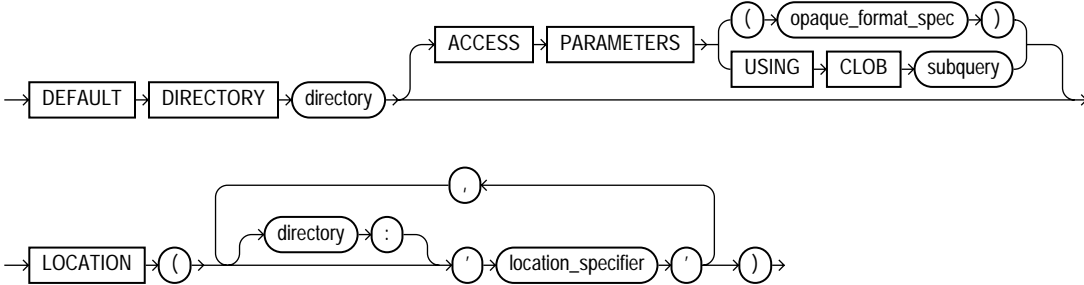 ( opaque_format_spec )
ACCESS PARAMETERS
USING CLOB subquery
DEFAULT DIRECTORY directory
,
directory :
LOCATION ( ' location_specifier ' )